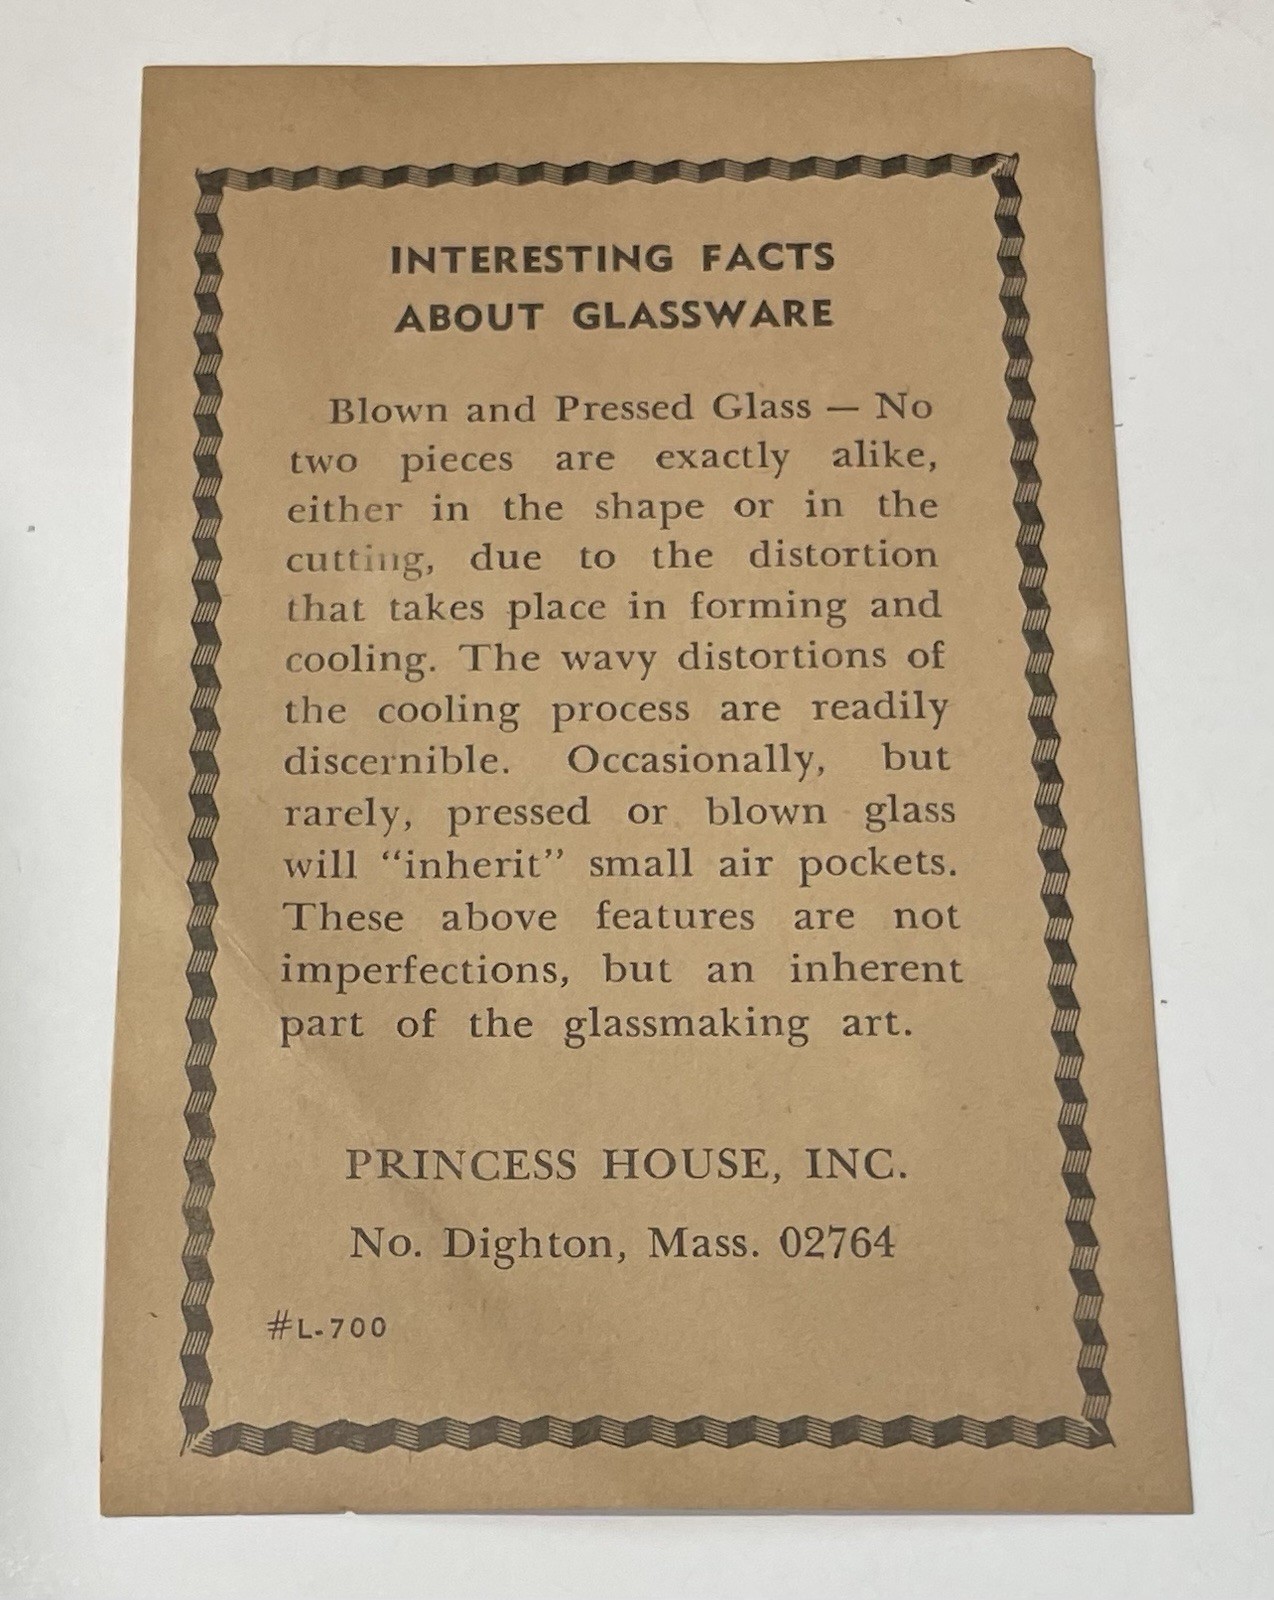 INTERESTING FACTS
ABOUT GLASSWARE
Blown and Pressed Glass — No
two pieces are exactly alike,
either in the shape or in the
cutting, due to the distortion
that takes place in forming and
cooling. The wavy distortions of
the cooling process are readily
discernible. Occasionally, but
rarely, pressed or blown glass
will “inherit” small air pockets.
These above features are not
imperfections, but an inherent
part of the glassmaking art.
PRINCESS HOUSE, INC.
No. Dighton, Mass. 02764
#L-700